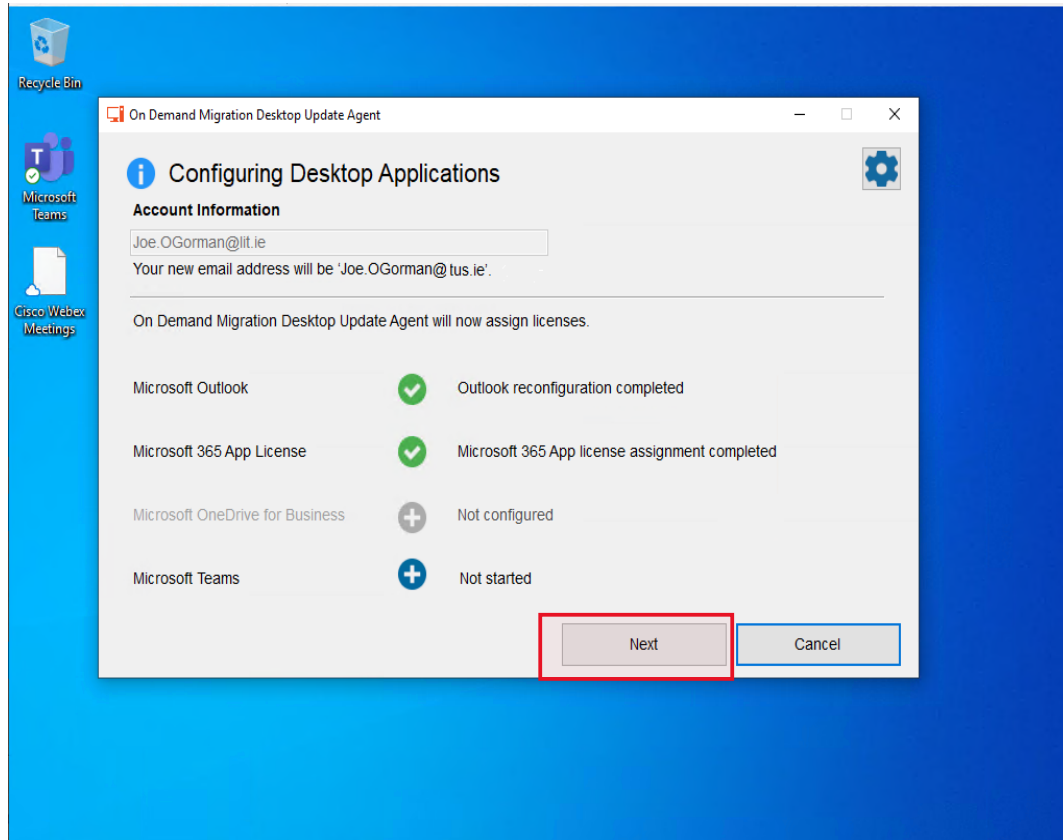 Recycle Bin
On Demand Migration Desktop Update Agent
T
Microsoft
Teams
Configuring Desktop Applications
Account Information
Joe.OGorman@lit.ie
Your new email address will be 'Joe.OGorman@tus.ie'.
Cisco Webex
Meetings
On Demand Migration Desktop Update Agent will now assign licenses.
Microsoft Outlook
Outlook reconfiguration completed
Microsoft 365 App License
Microsoft 365 App license assignment completed
Microsoft OneDrive for Business
Not configured
Microsoft Teams
Not started
Next
Cancel